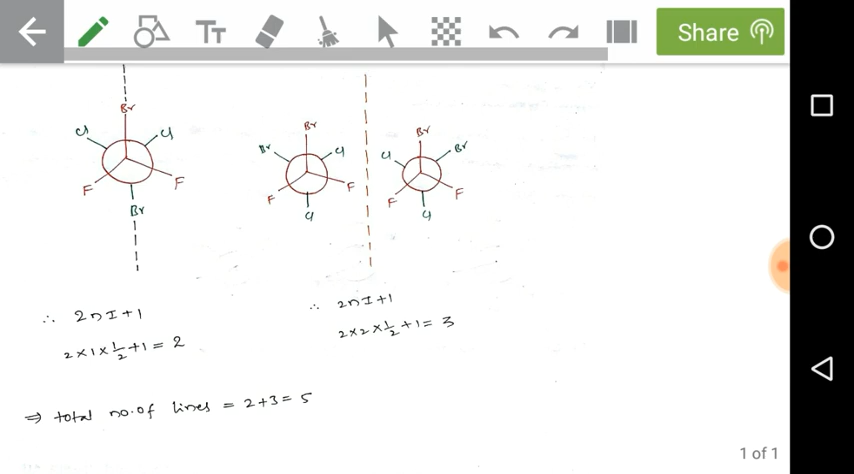 TT
Share
Br
Cl Cl
F F
Br
Br
Br Cl
F F
Cl
Br
Cl Br
F F
Cl
∴ 2nI+1
2×1×1/2+1=2
∴ 2nI+1
2×2×1/2+1=3
⇒ total no.of lines = 2+3=5
1 of 1